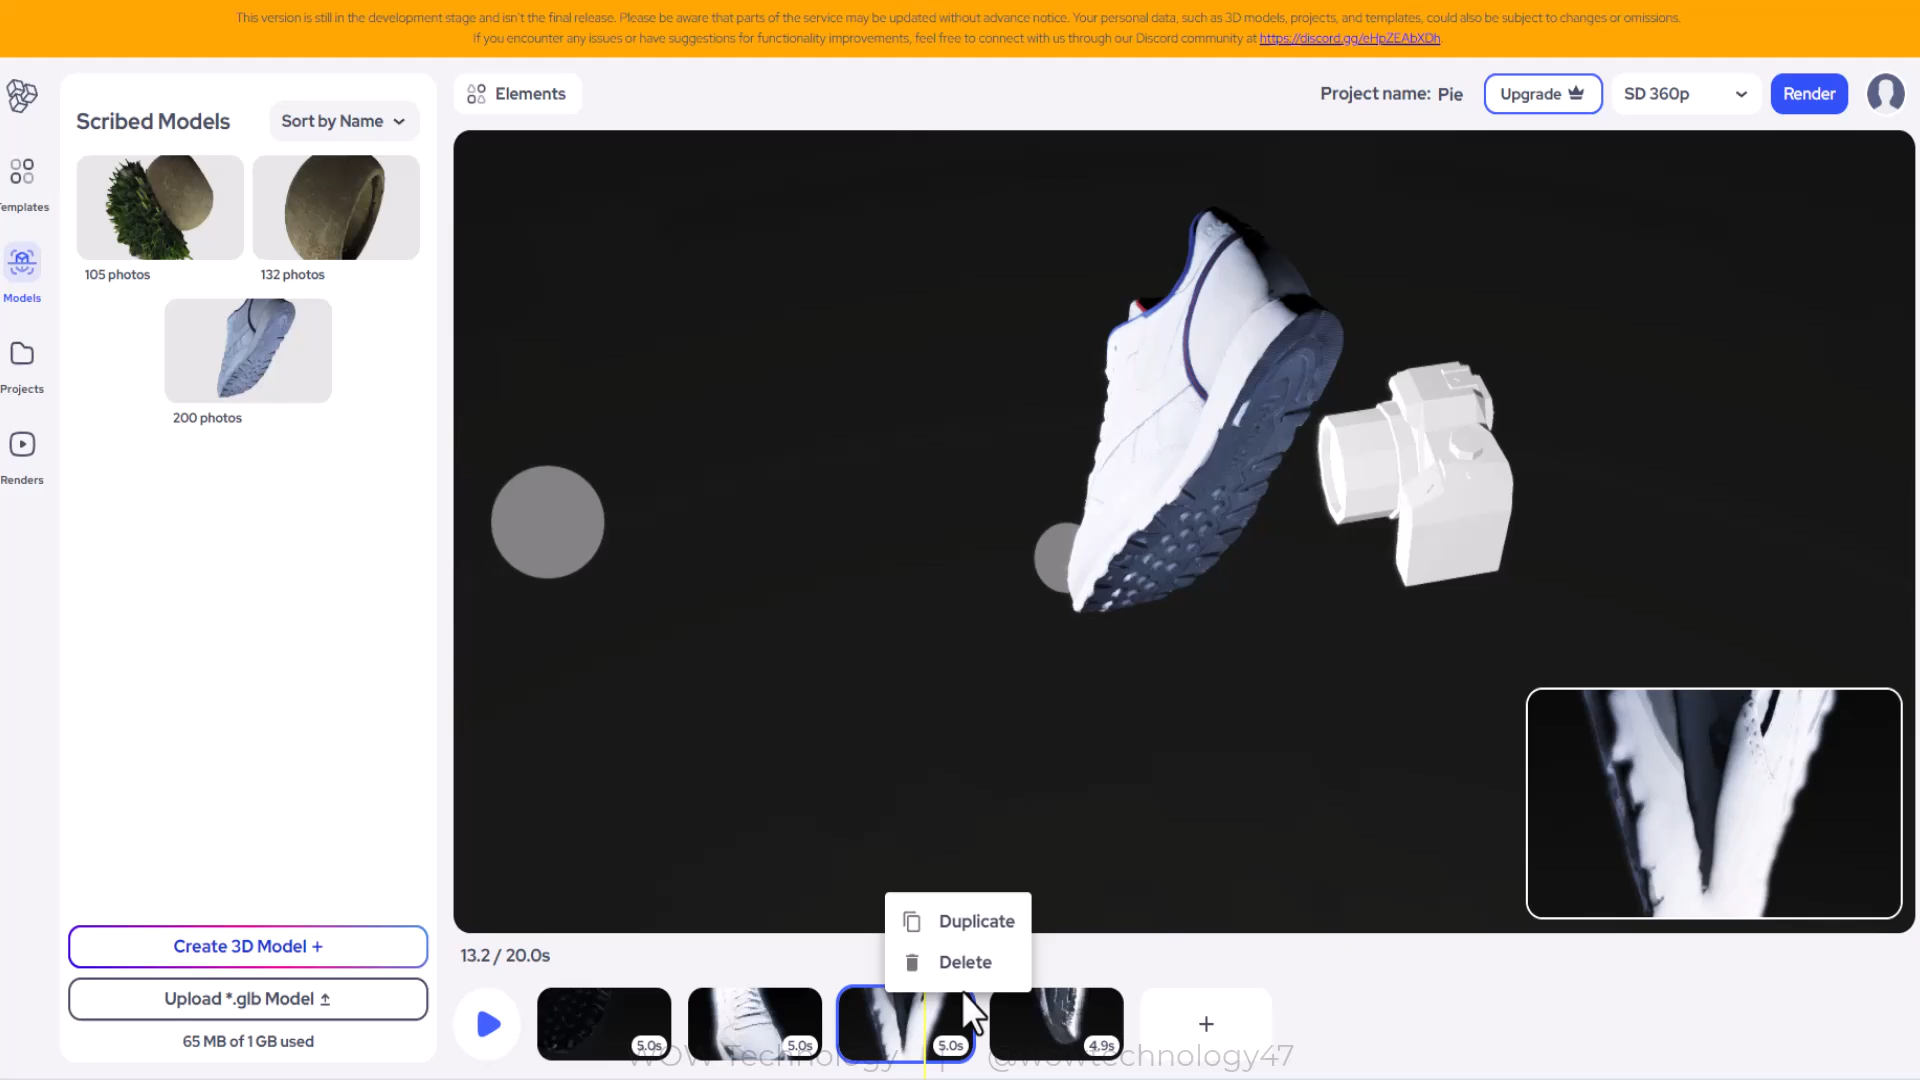 This version is still in the development stage and isn't the final release. Please be aware that parts of the service may be updated without advance notice. Your personal data, such as 3D models, projects, and templates, could also be subject to changes or omissions.
If you encounter any issues or have suggestions for functionality improvements, feel free to connect with us through our Discord community at https://discord.gg/eHpZEAbXDh.
Elements
Project name: Pie
Upgrade
SD 360p
Render
Scribed Models
Sort by Name
emplates
105 photos
132 photos
Models
Projects
200 photos
Renders
Duplicate
Create 3D Model +
13.2 / 20.0s
Delete
Upload *.glb Model
+
65 MB of 1 GB used
5.0s
5.0s
5.0s
4.9s
WOW Technology
@wowtechnology47